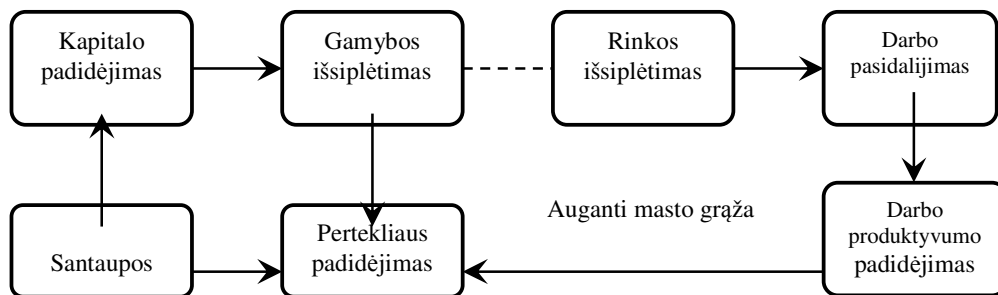 Kapitalo
padidėjimas
Gamybos
išsiplėtimas
Rinkos
išsiplėtimas
Darbo
pasidalijimas
Santaupos
Pertekliaus
padidėjimas
Auganti masto grąža
Darbo
produktyvumo
padidėjimas